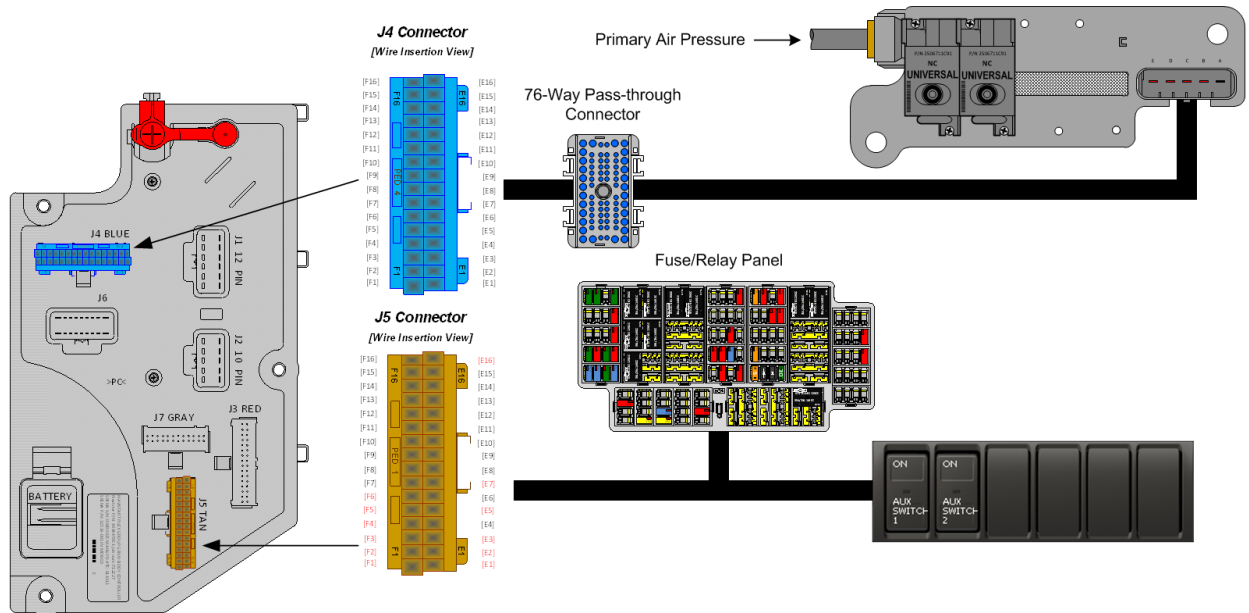 J4 Connector
[Wire Insertion View]
[F16] F16 E16 [E16]
[F15] [E15]
[F14] [E14]
[F13] [E13]
[F12] [E12]
[F11] [E11]
[F10] [E10]
[F9] PED 4 [E9]
[F8] [E8]
[F7] [E7]
[F6] [E6]
[F5] [E5]
[F4] [E4]
[F3] [E3]
[F2] F1 E1 [E2]
[F1] [E1]
Primary Air Pressure
P/N 2506711C91
NC
UNIVERSAL
P/N 2506711C91
NC
UNIVERSAL
E D C B A
76-Way Pass-through
Connector
J4 BLUE
J1 12 PIN
J6
J2 10 PIN
>PC<
J7 GRAY
J3 RED
J5 TAN
BATTERY
J5 Connector
[Wire Insertion View]
[F16] F16 E16 [E16]
[F15] [E15]
[F14] [E14]
[F13] [E13]
[F12] [E12]
[F11] [E11]
[F10] [E10]
[F9] PED 1 [E9]
[F8] [E8]
[F7] [E7]
[F6] [E6]
[F5] [E5]
[F4] [E4]
[F3] [E3]
[F2] F1 E1 [E2]
[F1] [E1]
Fuse/Relay Panel
ON
AUX
SWITCH
1
ON
AUX
SWITCH
2